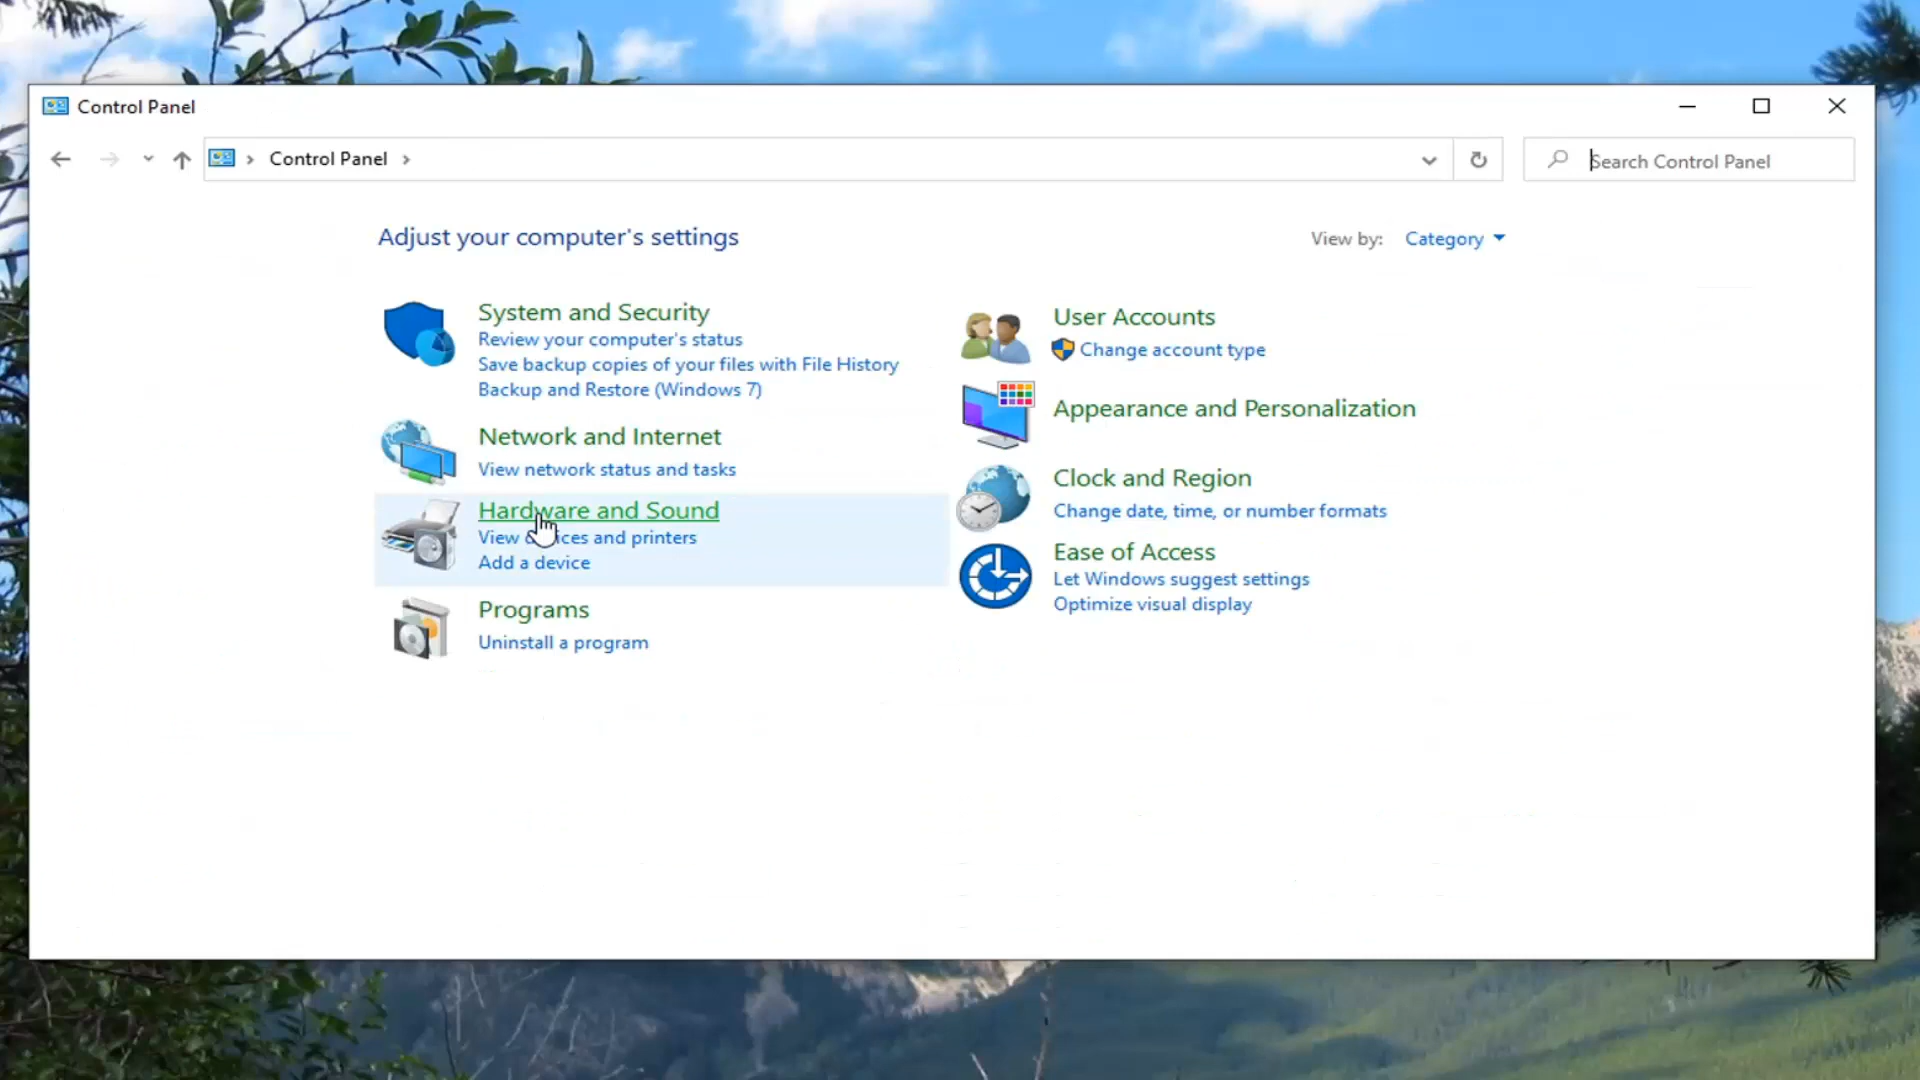 Control Panel
Control Panel
Search Control Panel
Adjust your computer's settings
View by: Category
System and Security
Review your computer's status
Save backup copies of your files with File History
Backup and Restore (Windows 7)
Network and Internet
View network status and tasks
Hardware and Sound
View devices and printers
Add a device
Programs
Uninstall a program
User Accounts
Change account type
Appearance and Personalization
Clock and Region
Change date, time, or number formats
Ease of Access
Let Windows suggest settings
Optimize visual display